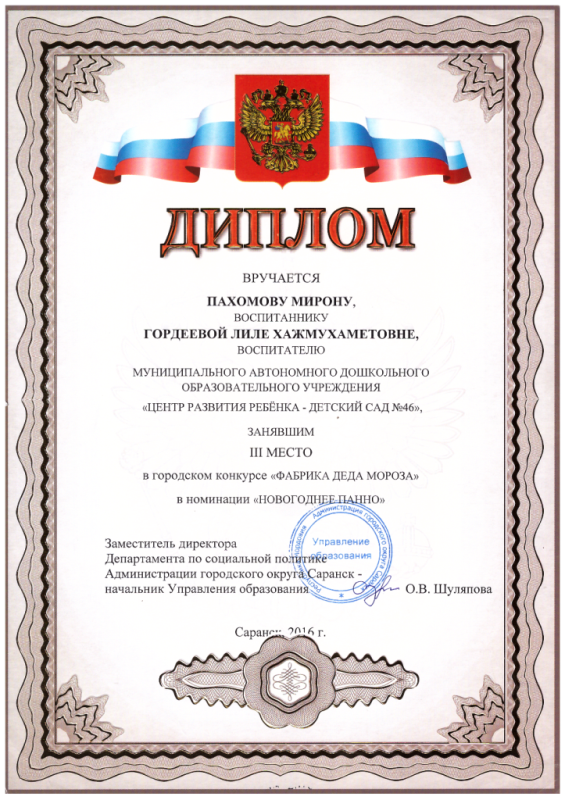 ДИПЛОМ
ВРУЧАЕТСЯ
ПАХОМОВУ МИРОНУ,
ВОСПИТАННИКУ
ГОРДЕЕВОЙ ЛИЛЕ ХАЖМУХАМЕТОВНЕ,
ВОСПИТАТЕЛЮ
МУНИЦИПАЛЬНОГО АВТОНОМНОГО ДОШКОЛЬНОГО
ОБРАЗОВАТЕЛЬНОГО УЧРЕЖДЕНИЯ
«ЦЕНТР РАЗВИТИЯ РЕБЁНКА - ДЕТСКИЙ САД №46»,
ЗАНЯВШИМ
III МЕСТО
в городском конкурсе «ФАБРИКА ДЕДА МОРОЗА»
в номинации «НОВОГОДНЕЕ ПАННО»
Администрация городского округа
Управление
образования
Заместитель директора
Департамента по социальной политике
Администрации городского округа Саранск -
начальник Управления образования О.В. Шуляпова
Саранск, 2016 г.